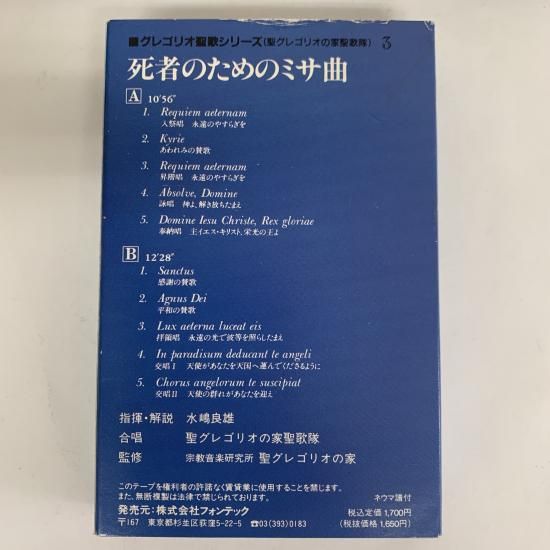 ■グレゴリオ聖歌シリーズ(聖グレゴリオの家聖歌隊) 3
死者のためのミサ曲
A 10′56″
1. Requiem aeternam
入祭唱 永遠のやすらぎを
2. Kyrie
あわれみの賛歌
3. Requiem aeternam
昇階唱 永遠のやすらぎを
4. Absolve, Domine
詠唱 神よ、解き放ちたまえ
5. Domine Iesu Christe, Rex gloriae
奉納唱 主イエス・キリスト、栄光の王よ
B 12′28″
1. Sanctus
感謝の賛歌
2. Agnus Dei
平和の賛歌
3. Lux aeterna luceat eis
拝領唱 永遠の光で彼等を照らしたまえ
4. In paradisum deducant te angeli
交唱I 天使があなたを天国へ運んでくださるように
5. Chorus angelorum te suscipiat
交唱II 天使の群れがあなたを迎え
指揮・解説 水嶋良雄
合唱 聖グレゴリオの家聖歌隊
監修 宗教音楽研究所 聖グレゴリオの家
このテープを権利者の許諾なく賃貸業に使用することを禁じます。
また、無断複製は法律で禁じられております。
ネウマ譜付
発売元:株式会社フォンテック
税込定価1,700円
〒167 東京都杉並区荻窪5-22-5 ☎03(393)0183
(税抜価格1,650円)